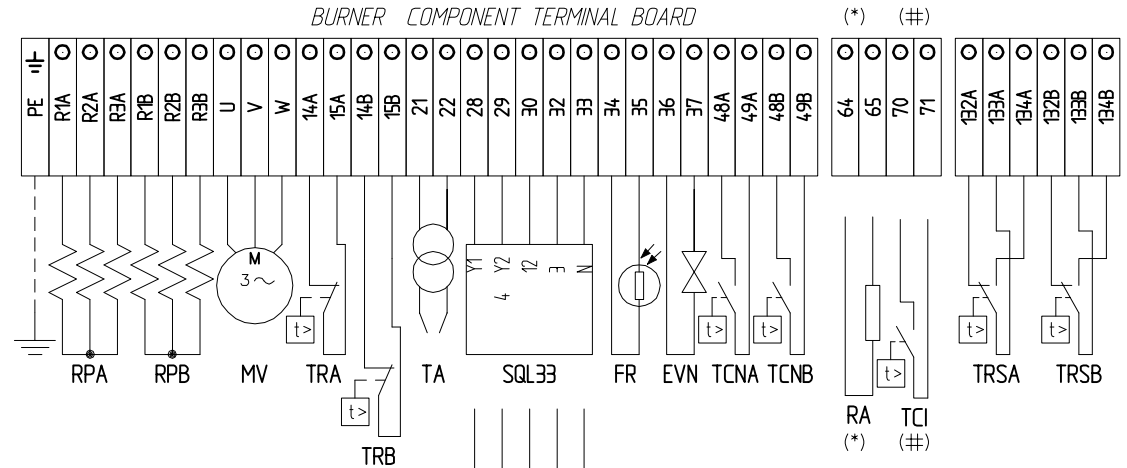 BURNER COMPONENT TERMINAL BOARD (*) (#)
PE R1A R2A R3A R1B R2B R3B U V W 14A 15A 14B 15B 21 22 28 29 30 32 33 34 35 36 37 48A 49A 48B 49B 64 65 70 71 132A 133A 134A 132B 133B 134B
Y1 Y2 12 3 N
M
3~ 4
t> t> t> t> t>
t>
RPA RPB MV TRA TA SQL33 FR EVN TCNA TCNB TRSA TRSB
t>
RA TCI
(*) (#)
TRB